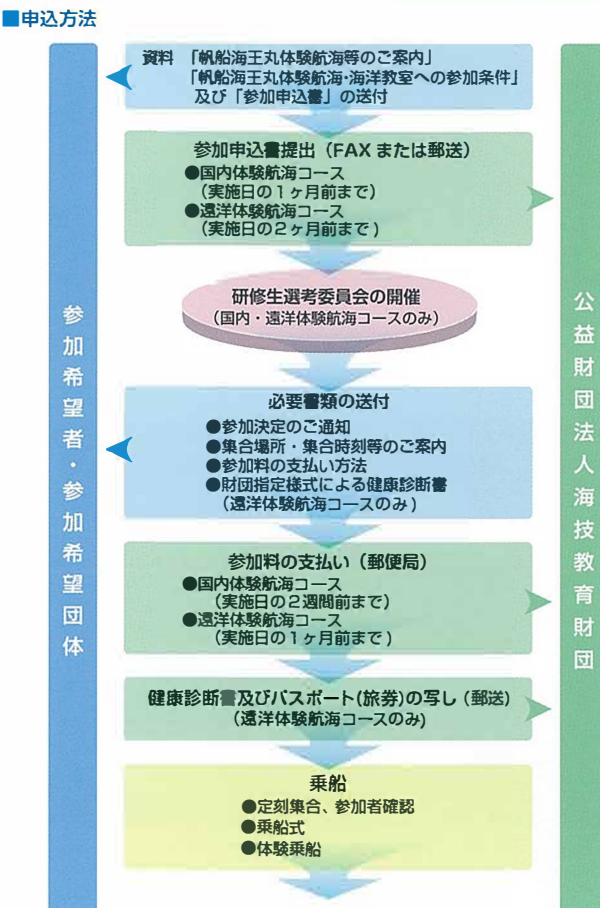 ■申込方法
資料 「帆船海王丸体験航海等のご案内」
「帆船海王丸体験航海・海洋教室への参加条件」
及び「参加申込書」の送付
参加申込書提出（FAX または郵送）
●国内体験航海コース
（実施日の１ヶ月前まで）
●遠洋体験航海コース
（実施日の２ヶ月前まで）
研修生選考委員会の開催
（国内・遠洋体験航海コースのみ）
必要書類の送付
●参加決定のご通知
●集合場所・集合時刻等のご案内
●参加料の支払い方法
●財団指定様式による健康診断書
（遠洋体験航海コースのみ）
参加料の支払い（郵便局）
●国内体験航海コース
（実施日の２週間前まで）
●遠洋体験航海コース
（実施日の１ヶ月前まで）
健康診断書及びパスポート(旅券)の写し（郵送）
（遠洋体験航海コースのみ）
乗船
●定刻集合、参加者確認
●乗船式
●体験乗船
参加希望者・参加希望団体
公益財団法人海技教育財団